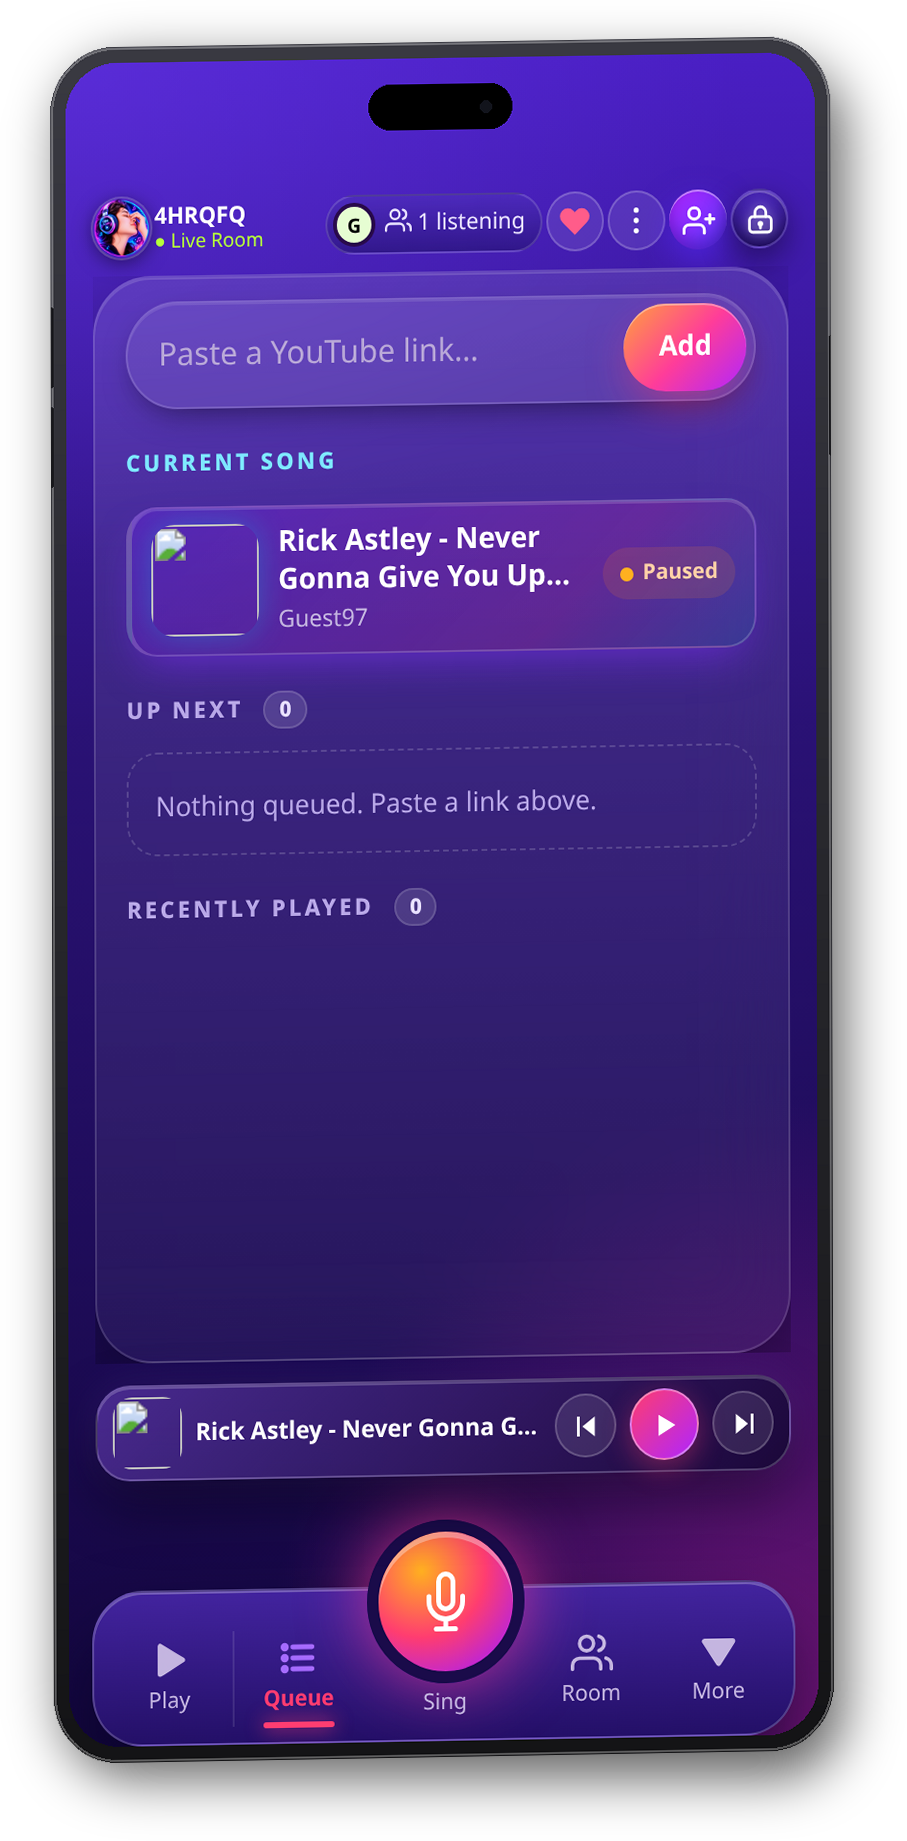 4HRQFQ
Live Room
G
1 listening
Paste a YouTube link...
Add
CURRENT SONG
Rick Astley - Never
Gonna Give You Up...
Guest97
Paused
UP NEXT
0
Nothing queued. Paste a link above.
RECENTLY PLAYED
0
Rick Astley - Never Gonna G...
Play
Queue
Sing
Room
More